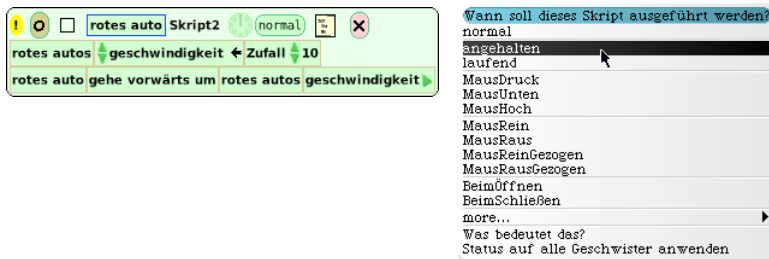 ! rotes auto Skript2 normal
rotes autos geschwindigkeit ← Zufall 10
rotes auto gehe vorwärts um rotes autos geschwindigkeit
Wann soll dieses Skript ausgeführt werden?
normal
angehalten
laufend
MausDruck
MausUnten
MausHoch
MausRein
MausRaus
MausReinGezogen
MausRausGezogen
BeimÖffnen
BeimSchließen
more...
Was bedeutet das?
Status auf alle Geschwister anwenden